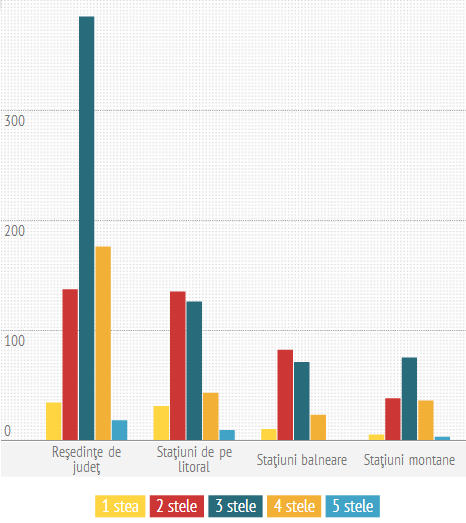 300
200
100
0
Reşedinţe de
judeţ
Staţiuni de pe
litoral
Staţiuni balneare
Staţiuni montane
1 stea
2 stele
3 stele
4 stele
5 stele